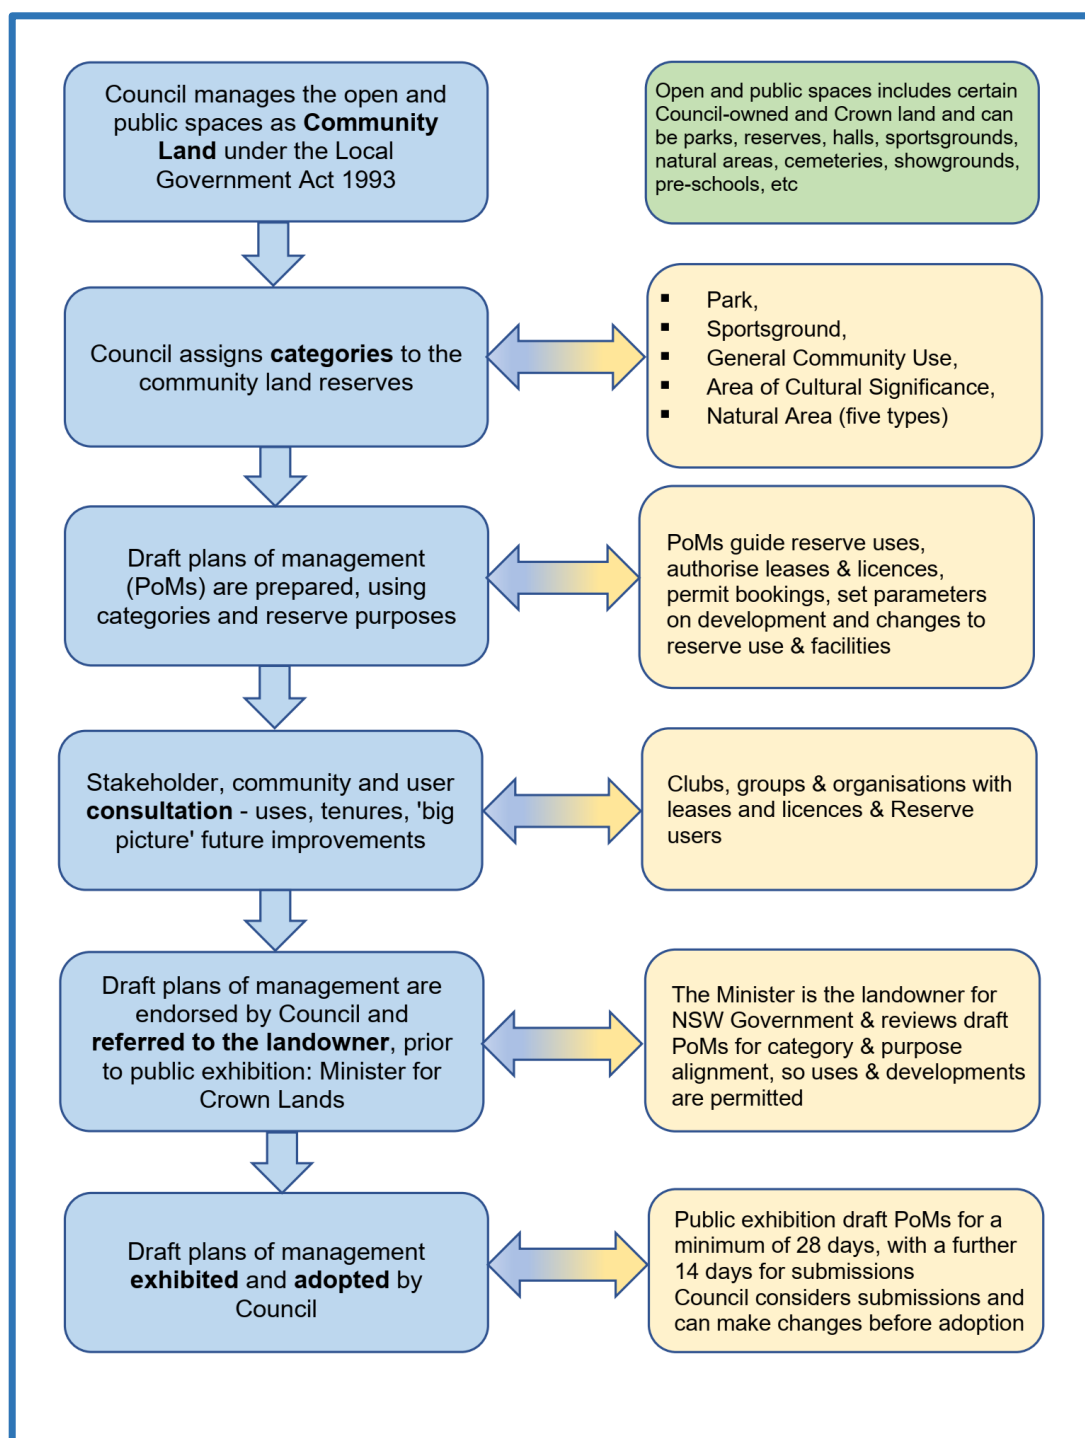 Council manages the open and
public spaces as Community
Land under the Local
Government Act 1993
Open and public spaces includes certain
Council-owned and Crown land and can
be parks, reserves, halls, sportsgrounds,
natural areas, cemeteries, showgrounds,
pre-schools, etc
Council assigns categories to the
community land reserves
▪ Park,
▪ Sportsground,
▪ General Community Use,
▪ Area of Cultural Significance,
▪ Natural Area (five types)
Draft plans of management
(PoMs) are prepared, using
categories and reserve purposes
PoMs guide reserve uses,
authorise leases & licences,
permit bookings, set parameters
on development and changes to
reserve use & facilities
Stakeholder, community and user
consultation - uses, tenures, 'big
picture' future improvements
Clubs, groups & organisations with
leases and licences & Reserve
users
Draft plans of management are
endorsed by Council and
referred to the landowner, prior
to public exhibition: Minister for
Crown Lands
The Minister is the landowner for
NSW Government & reviews draft
PoMs for category & purpose
alignment, so uses & developments
are permitted
Draft plans of management
exhibited and adopted by
Council
Public exhibition draft PoMs for a
minimum of 28 days, with a further
14 days for submissions
Council considers submissions and
can make changes before adoption